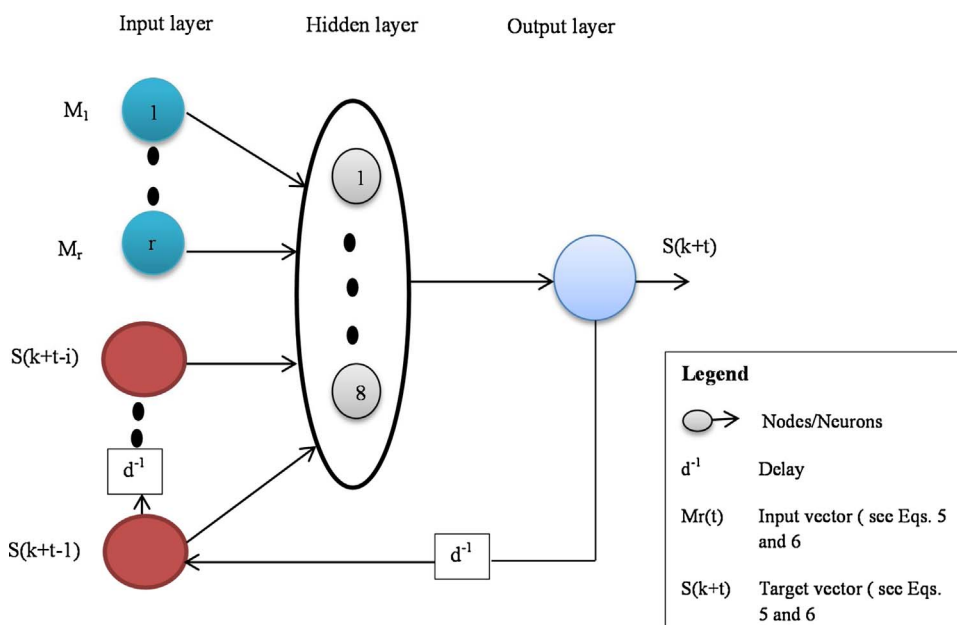 Input layer
Hidden layer
Output layer
M₁
1
Mᵣ
r
1
8
S(k+t)
S(k+t-i)
d⁻¹
S(k+t-1)
d⁻¹
Legend
Nodes/Neurons
d⁻¹ Delay
Mr(t) Input vector ( see Eqs. 5
and 6
S(k+t) Target vector ( see Eqs.
5 and 6